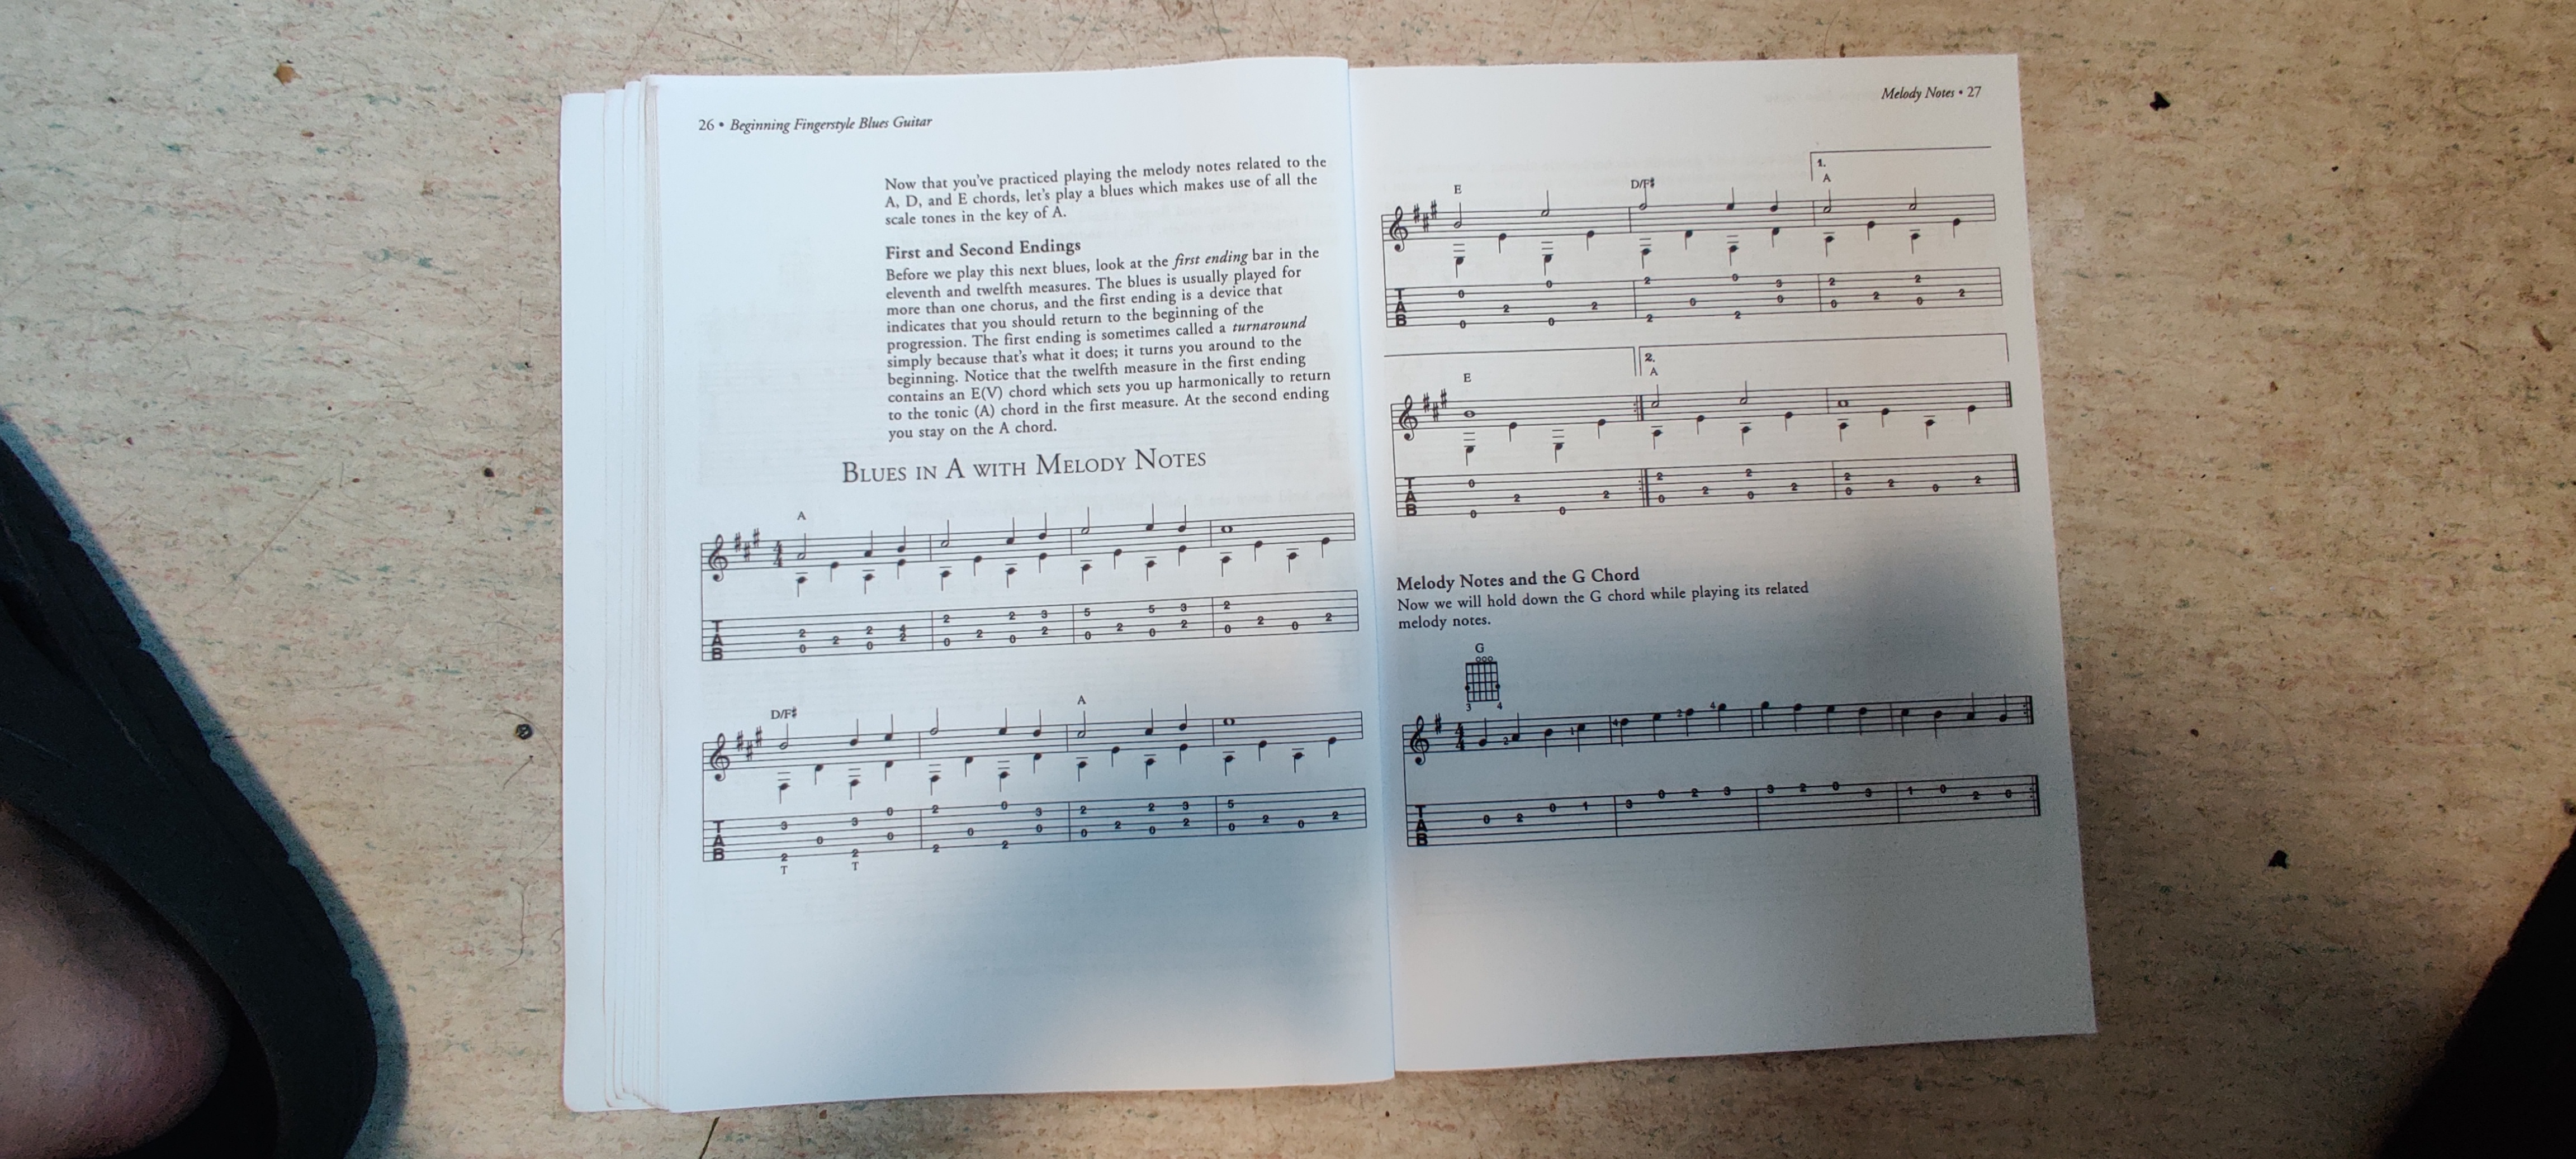 26 • Beginning Fingerstyle Blues Guitar
Now that you've practiced playing the melody notes related to the
A, D, and E chords, let's play a blues which makes use of all the
scale tones in the key of A.
First and Second Endings
Before we play this next blues, look at the first ending bar in the
eleventh and twelfth measures. The blues is usually played for
more than one chorus, and the first ending is a device that
indicates that you should return to the beginning of the
progression. The first ending is sometimes called a turnaround
simply because that's what it does; it turns you around to the
beginning. Notice that the twelfth measure in the first ending
contains an E(V) chord which sets you up harmonically to return
to the tonic (A) chord in the first measure. At the second ending
you stay on the A chord.
BLUES IN A WITH MELODY NOTES
A
D/F# A
Melody Notes • 27
1.
E D/F# A
2.
E A
Melody Notes and the G Chord
Now we will hold down the G chord while playing its related
melody notes.
G